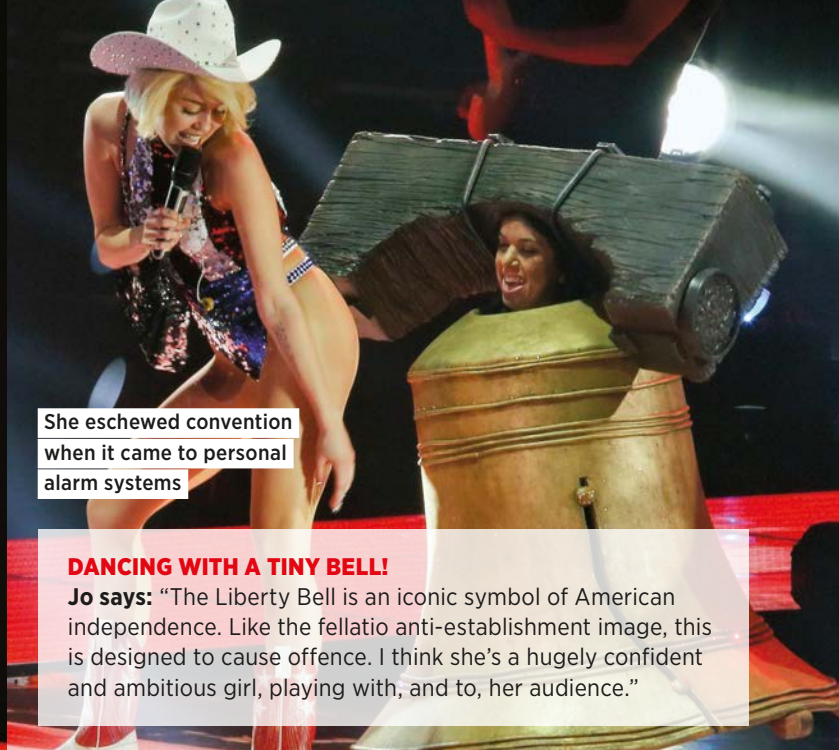 She eschewed convention
when it came to personal
alarm systems
DANCING WITH A TINY BELL!
Jo says: “The Liberty Bell is an iconic symbol of American
independence. Like the fellatio anti-establishment image, this
is designed to cause offence. I think she’s a hugely confident
and ambitious girl, playing with, and to, her audience.”